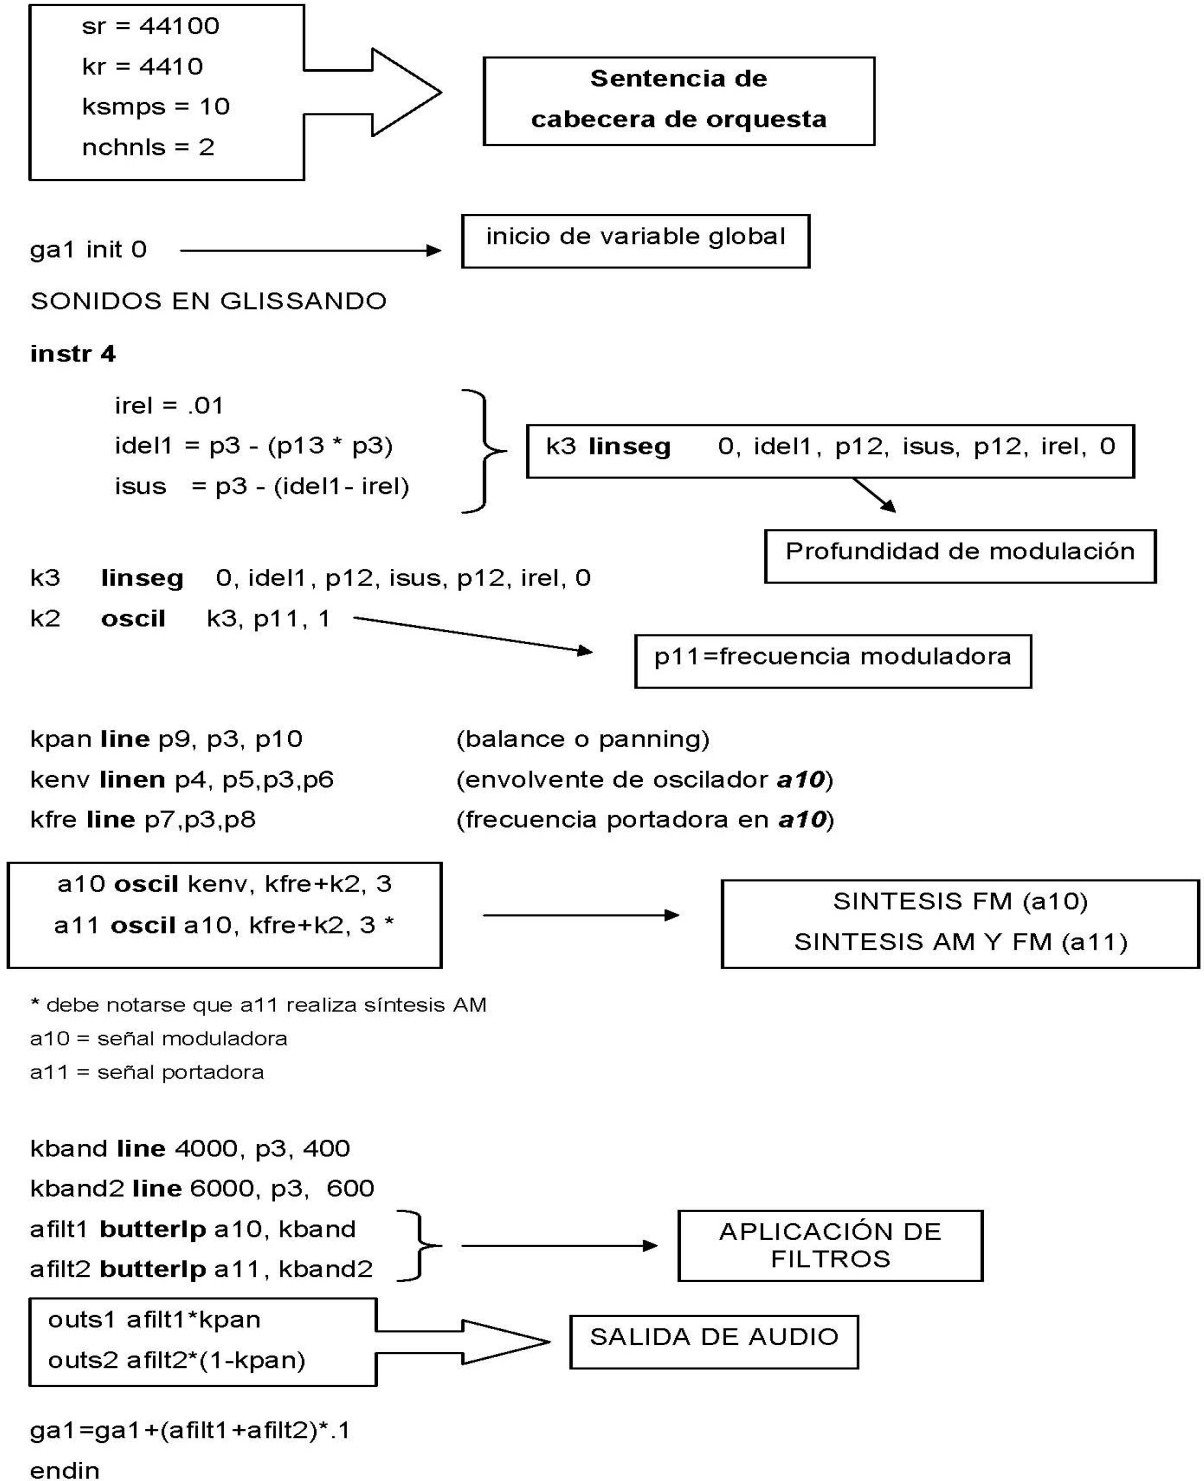 sr = 44100
kr = 4410
ksmps = 10
nchnls = 2
Sentencia de
cabecera de orquesta
ga1 init 0
inicio de variable global
SONIDOS EN GLISSANDO
instr 4
irel = .01
idel1 = p3 - (p13 * p3)
isus = p3 - (idel1- irel)
k3 linseg 0, idel1, p12, isus, p12, irel, 0
Profundidad de modulación
k3 linseg 0, idel1, p12, isus, p12, irel, 0
k2 oscil k3, p11, 1
p11=frecuencia moduladora
kpan line p9, p3, p10 (balance o panning)
kenv linen p4, p5,p3,p6 (envolvente de oscilador a10)
kfre line p7,p3,p8 (frecuencia portadora en a10)
a10 oscil kenv, kfre+k2, 3
a11 oscil a10, kfre+k2, 3 *
SINTESIS FM (a10)
SINTESIS AM Y FM (a11)
* debe notarse que a11 realiza síntesis AM
a10 = señal moduladora
a11 = señal portadora
kband line 4000, p3, 400
kband2 line 6000, p3, 600
afilt1 butterlp a10, kband
afilt2 butterlp a11, kband2
APLICACIÓN DE
FILTROS
outs1 afilt1*kpan
outs2 afilt2*(1-kpan)
SALIDA DE AUDIO
ga1=ga1+(afilt1+afilt2)*.1
endin